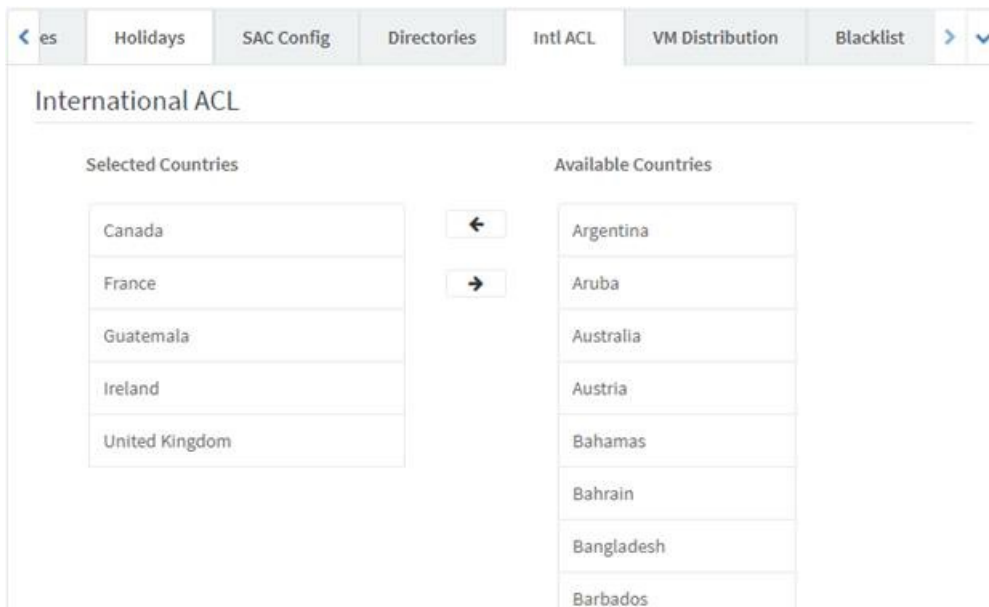 es Holidays SAC Config Directories Intl ACL VM Distribution Blacklist
International ACL
Selected Countries Available Countries
Canada Argentina
France Aruba
Guatemala Australia
Ireland Austria
United Kingdom Bahamas
Bahrain
Bangladesh
Barbados